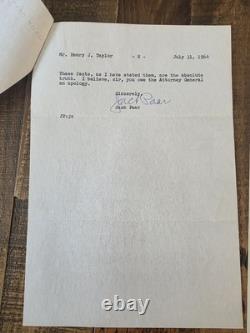 Mr. Henry J. Taylor - 2 - July 11, 1964
These facts, as I have stated them, are the absolute
truth. I believe, sir, you owe the Attorney General
an apology.
Sincerely,
Jack Paar
Jack Paar
JP:js
ebay